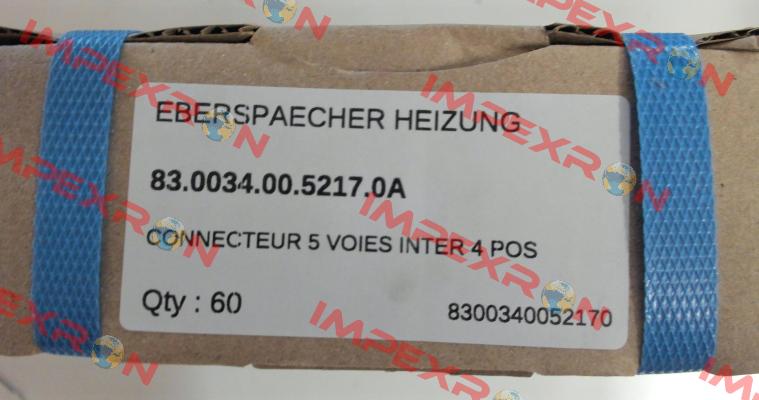 EBERSPAECHER HEIZUNG
83.0034.00.5217.0A
CONNECTEUR 5 VOIES INTER 4 POS
Qty : 60
8300340052170
IMPEXRON
IMPEXRON
IMPEXRON
IMPEXRON
IMPEXRON